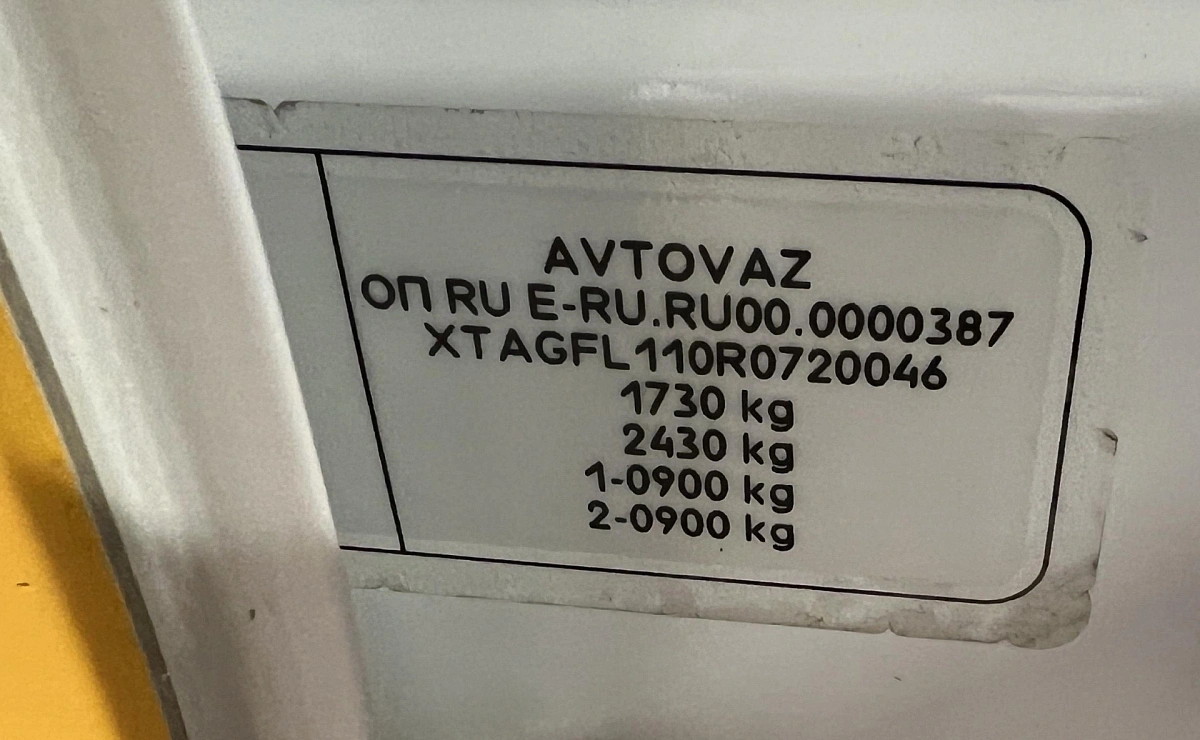 AVTOVAZ
ОП RU E-RU.RU00.0000387
XTAGFL110R0720046
1730 kg
2430 kg
1-0900 kg
2-0900 kg